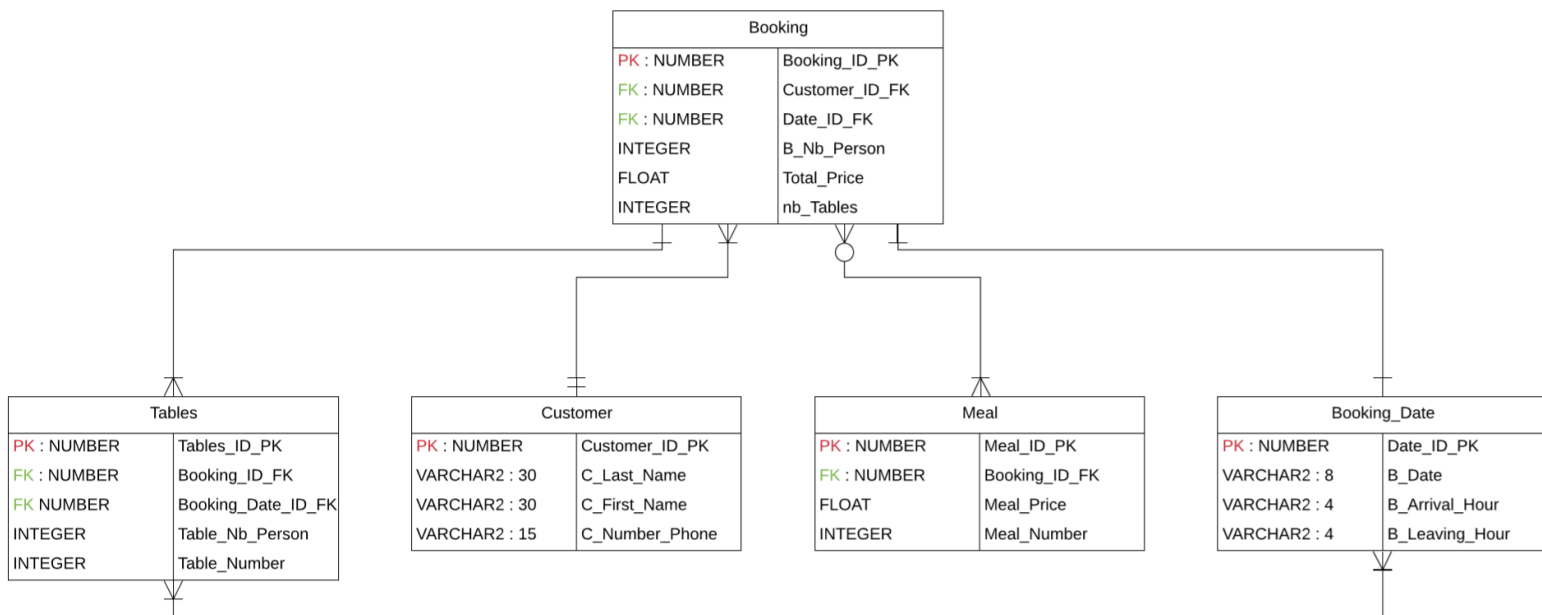 Booking
PK : NUMBER Booking_ID_PK
FK : NUMBER Customer_ID_FK
FK : NUMBER Date_ID_FK
INTEGER B_Nb_Person
FLOAT Total_Price
INTEGER nb_Tables
Tables
PK : NUMBER Tables_ID_PK
FK : NUMBER Booking_ID_FK
FK NUMBER Booking_Date_ID_FK
INTEGER Table_Nb_Person
INTEGER Table_Number
Customer
PK : NUMBER Customer_ID_PK
VARCHAR2 : 30 C_Last_Name
VARCHAR2 : 30 C_First_Name
VARCHAR2 : 15 C_Number_Phone
Meal
PK : NUMBER Meal_ID_PK
FK : NUMBER Booking_ID_FK
FLOAT Meal_Price
INTEGER Meal_Number
Booking_Date
PK : NUMBER Date_ID_PK
VARCHAR2 : 8 B_Date
VARCHAR2 : 4 B_Arrival_Hour
VARCHAR2 : 4 B_Leaving_Hour